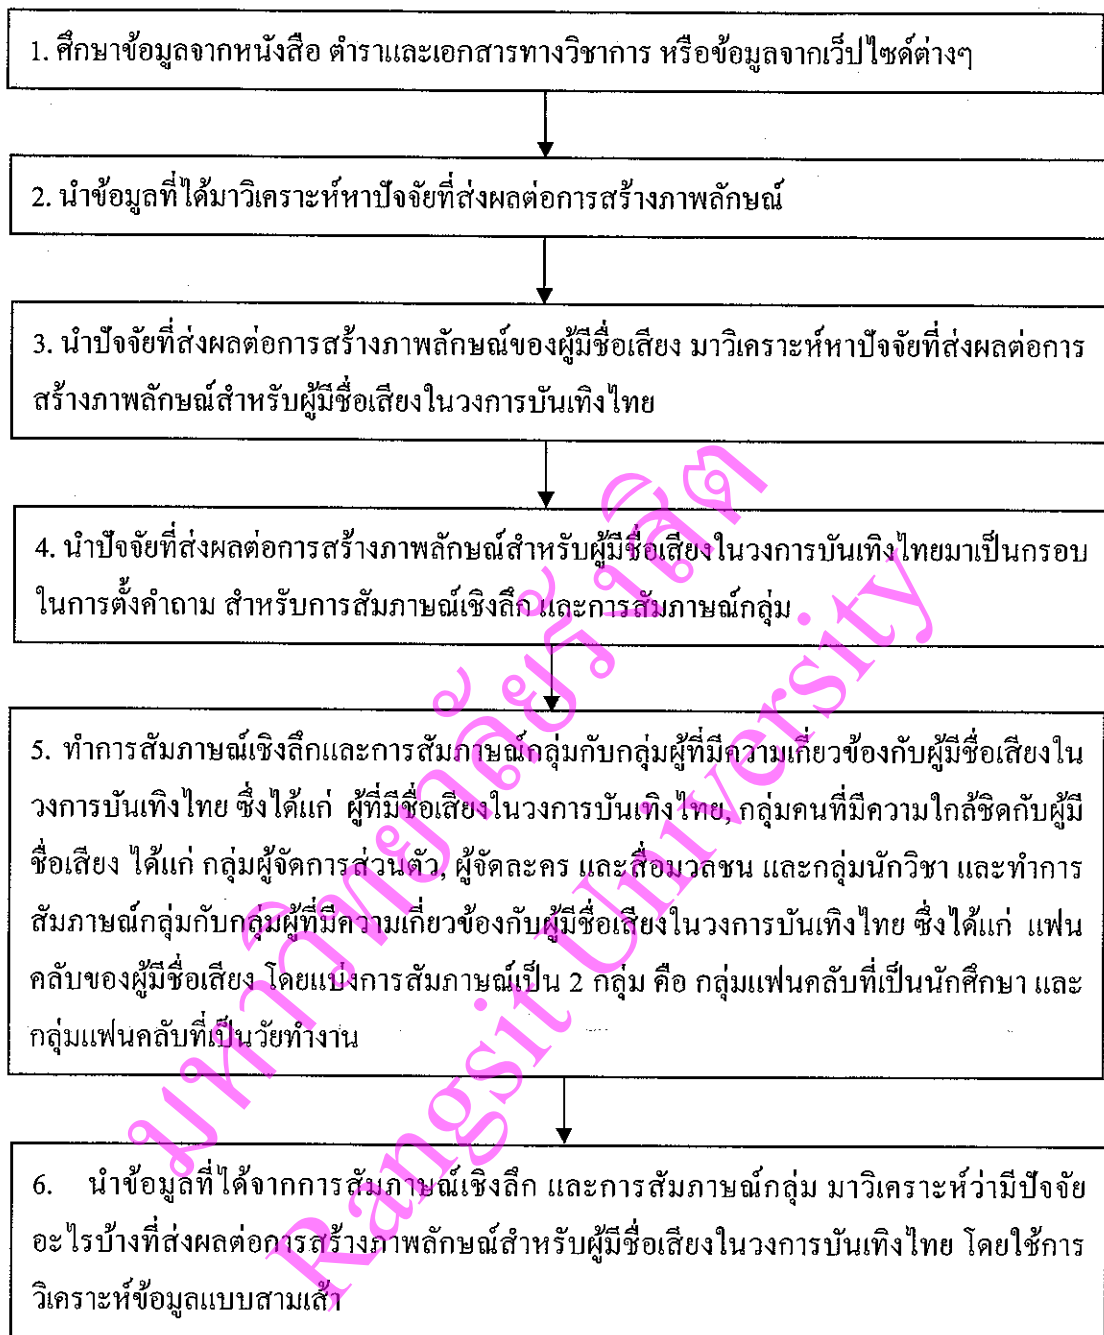 1. ศึกษาข้อมูลจากหนังสือ ตำราและเอกสารทางวิชาการ หรือข้อมูลจากเว็ปไซด์ต่างๆ
2. นำข้อมูลที่ได้มาวิเคราะห์หาปัจจัยที่ส่งผลต่อการสร้างภาพลักษณ์
3. นำปัจจัยที่ส่งผลต่อการสร้างภาพลักษณ์ของผู้มีชื่อเสียง มาวิเคราะห์หาปัจจัยที่ส่งผลต่อการ
สร้างภาพลักษณ์สำหรับผู้มีชื่อเสียงในวงการบันเทิงไทย
4. นำปัจจัยที่ส่งผลต่อการสร้างภาพลักษณ์สำหรับผู้มีชื่อเสียงในวงการบันเทิงไทยมาเป็นกรอบ
ในการตั้งคำถาม สำหรับการสัมภาษณ์เชิงลึก และการสัมภาษณ์กลุ่ม
5. ทำการสัมภาษณ์เชิงลึกและการสัมภาษณ์กลุ่มกับกลุ่มผู้ที่มีความเกี่ยวข้องกับผู้มีชื่อเสียงใน
วงการบันเทิงไทย ซึ่งได้แก่ ผู้ที่มีชื่อเสียงในวงการบันเทิงไทย, กลุ่มคนที่มีความใกล้ชิดกับผู้มี
ชื่อเสียง ได้แก่ กลุ่มผู้จัดการส่วนตัว, ผู้จัดละคร และสื่อมวลชน และกลุ่มนักวิชา และทำการ
สัมภาษณ์กลุ่มกับกลุ่มผู้ที่มีความเกี่ยวข้องกับผู้มีชื่อเสียงในวงการบันเทิงไทย ซึ่งได้แก่ แฟน
คลับของผู้มีชื่อเสียง โดยแบ่งการสัมภาษณ์เป็น 2 กลุ่ม คือ กลุ่มแฟนคลับที่เป็นนักศึกษา และ
กลุ่มแฟนคลับที่เป็นวัยทำงาน
6. นำข้อมูลที่ได้จากการสัมภาษณ์เชิงลึก และการสัมภาษณ์กลุ่ม มาวิเคราะห์ว่ามีปัจจัย
อะไรบ้างที่ส่งผลต่อการสร้างภาพลักษณ์สำหรับผู้มีชื่อเสียงในวงการบันเทิงไทย โดยใช้การ
วิเคราะห์ข้อมูลแบบสามเส้า
มหาวิทยาลัยรังสิต
Rangsit University